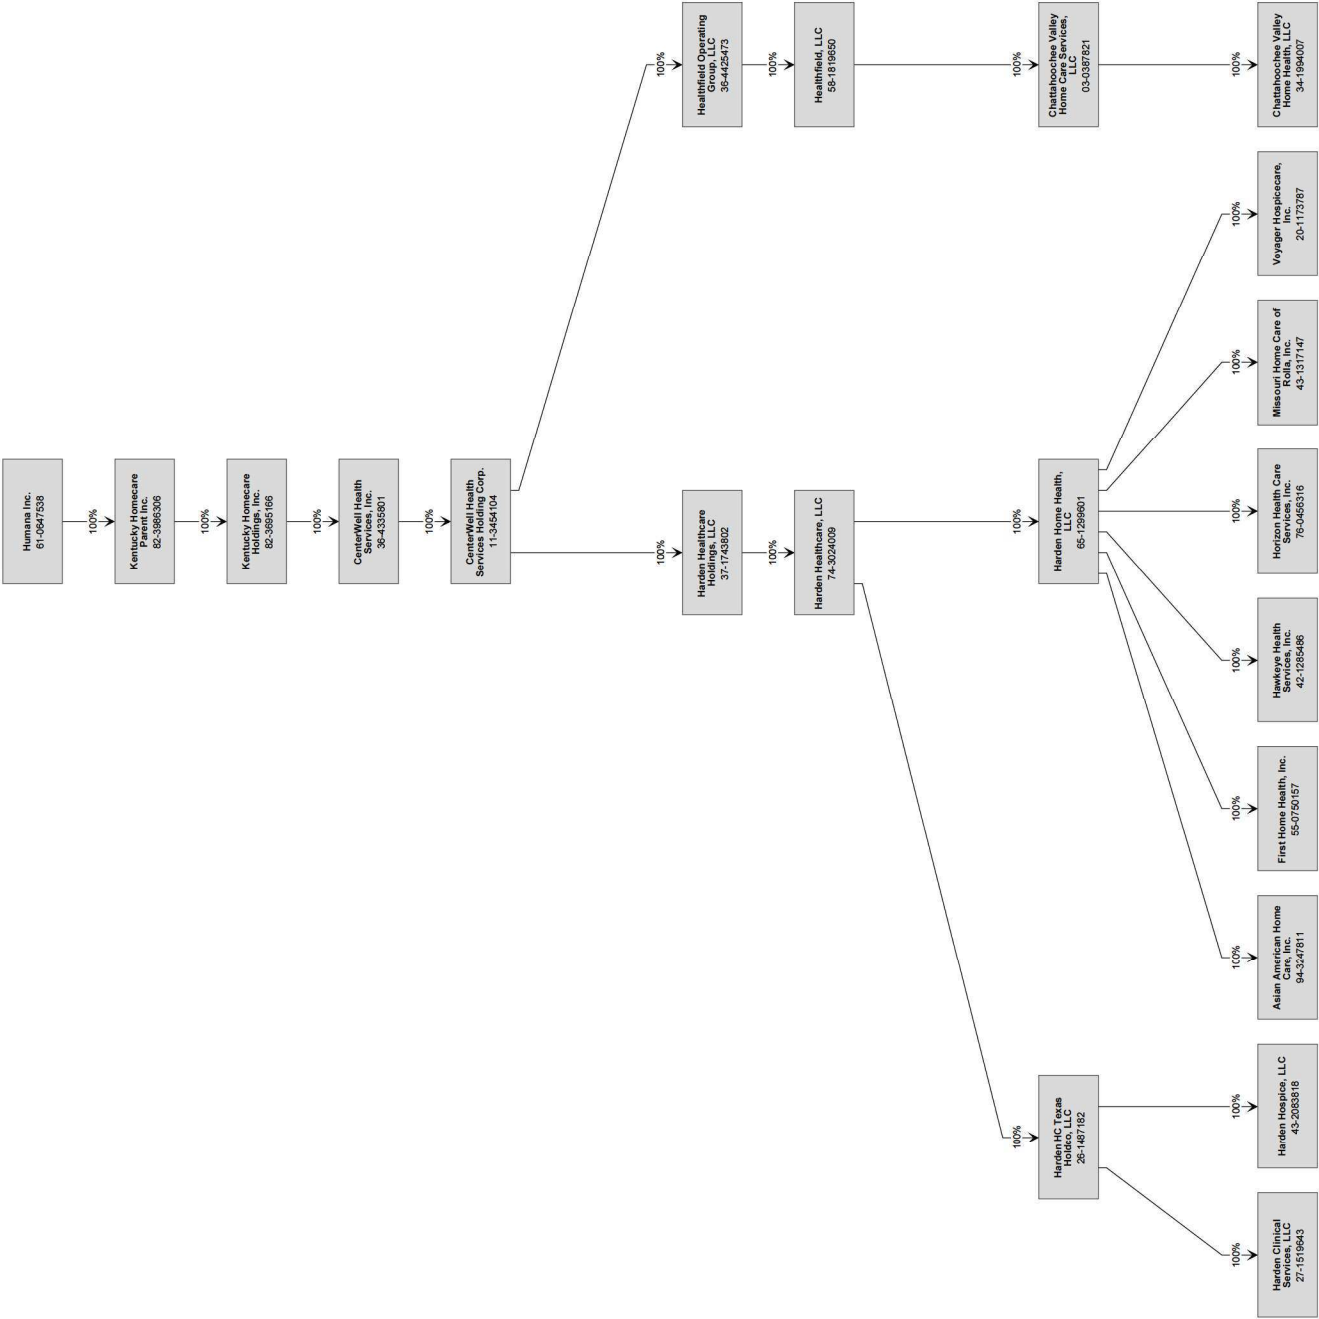 Humana Inc.
61-0647538
100%
Kentucky Homecare
Parent Inc.
82-3986306
100%
Kentucky Homecare
Holdings, Inc.
82-3695166
100%
CenterWell Health
Services, Inc.
36-4335801
100%
CenterWell Health
Services Holding Corp.
11-3454104
100%
100%
Harden Healthcare
Holdings, LLC
37-1743802
Healthfield Operating
Group, LLC
36-4425473
100%
100%
Harden Healthcare, LLC
74-3024009
Healthfield, LLC
58-1819650
100%
100%
100%
Harden HC Texas
Holdco, LLC
26-1487182
Harden Home Health,
LLC
65-1299601
Chattahoochee Valley
Home Care Services,
LLC
03-0387821
100%
100%
100%
100%
100%
100%
100%
100%
100%
Harden Clinical
Services, LLC
27-1519643
Harden Hospice, LLC
43-2083818
Asian American Home
Care, Inc.
94-3247811
First Home Health, Inc.
55-0750157
Hawkeye Health
Services, Inc.
42-1285486
Horizon Health Care
Services, Inc.
76-0456316
Missouri Home Care of
Rolla, Inc.
43-1317147
Voyager Hospicecare,
Inc.
20-1173787
Chattahoochee Valley
Home Health, LLC
34-1994007